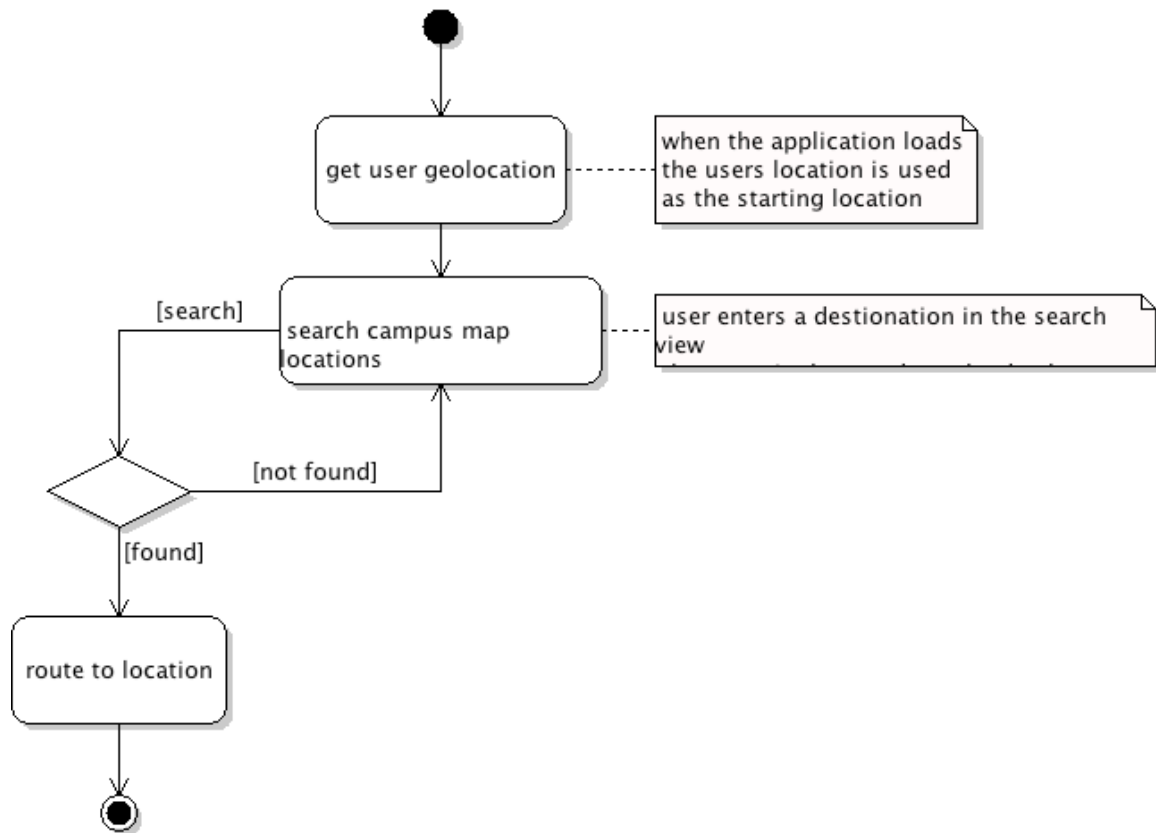 get user geolocation
when the application loads
the users location is used
as the starting location
[search]
search campus map
locations
user enters a destionation in the search
view
[not found]
[found]
route to location